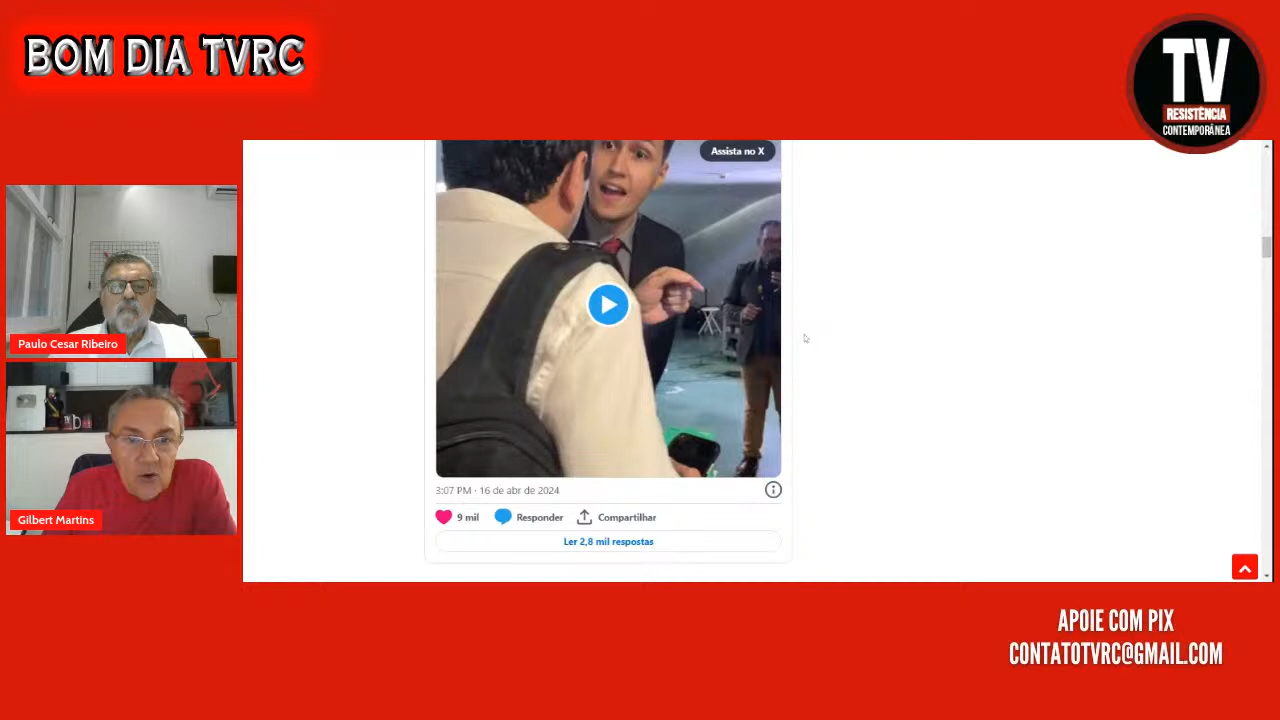 BOM DIA TVRC
TV
RESISTÊNCIA
CONTEMPORÂNEA
Assista no X
Paulo Cesar Ribeiro
Gilbert Martins
3:07 PM · 16 de abr de 2024
9 mil Responder Compartilhar
Ler 2,8 mil respostas
APOIE COM PIX
CONTATOTVRC@GMAIL.COM